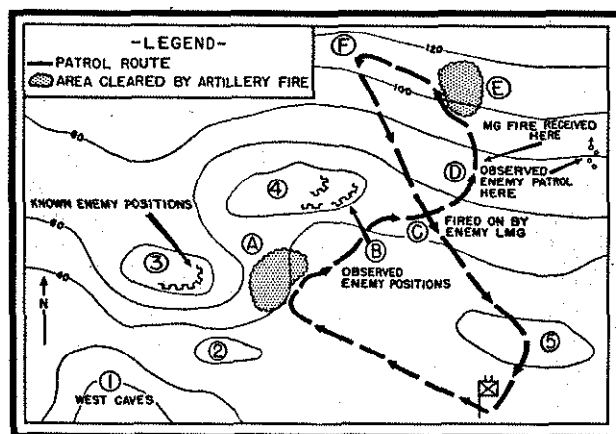 -LEGEND-
PATROL ROUTE
AREA CLEARED BY ARTILLERY FIRE
F
120
E
100
MG FIRE RECEIVED
HERE
D
OBSERVED
ENEMY PATROL
HERE
4
KNOWN ENEMY
POSITIONS
A
C
FIRED ON BY
ENEMY LMG
B
OBSERVED
ENEMY POSITIONS
3
60
N
2
5
1
WEST CAVES